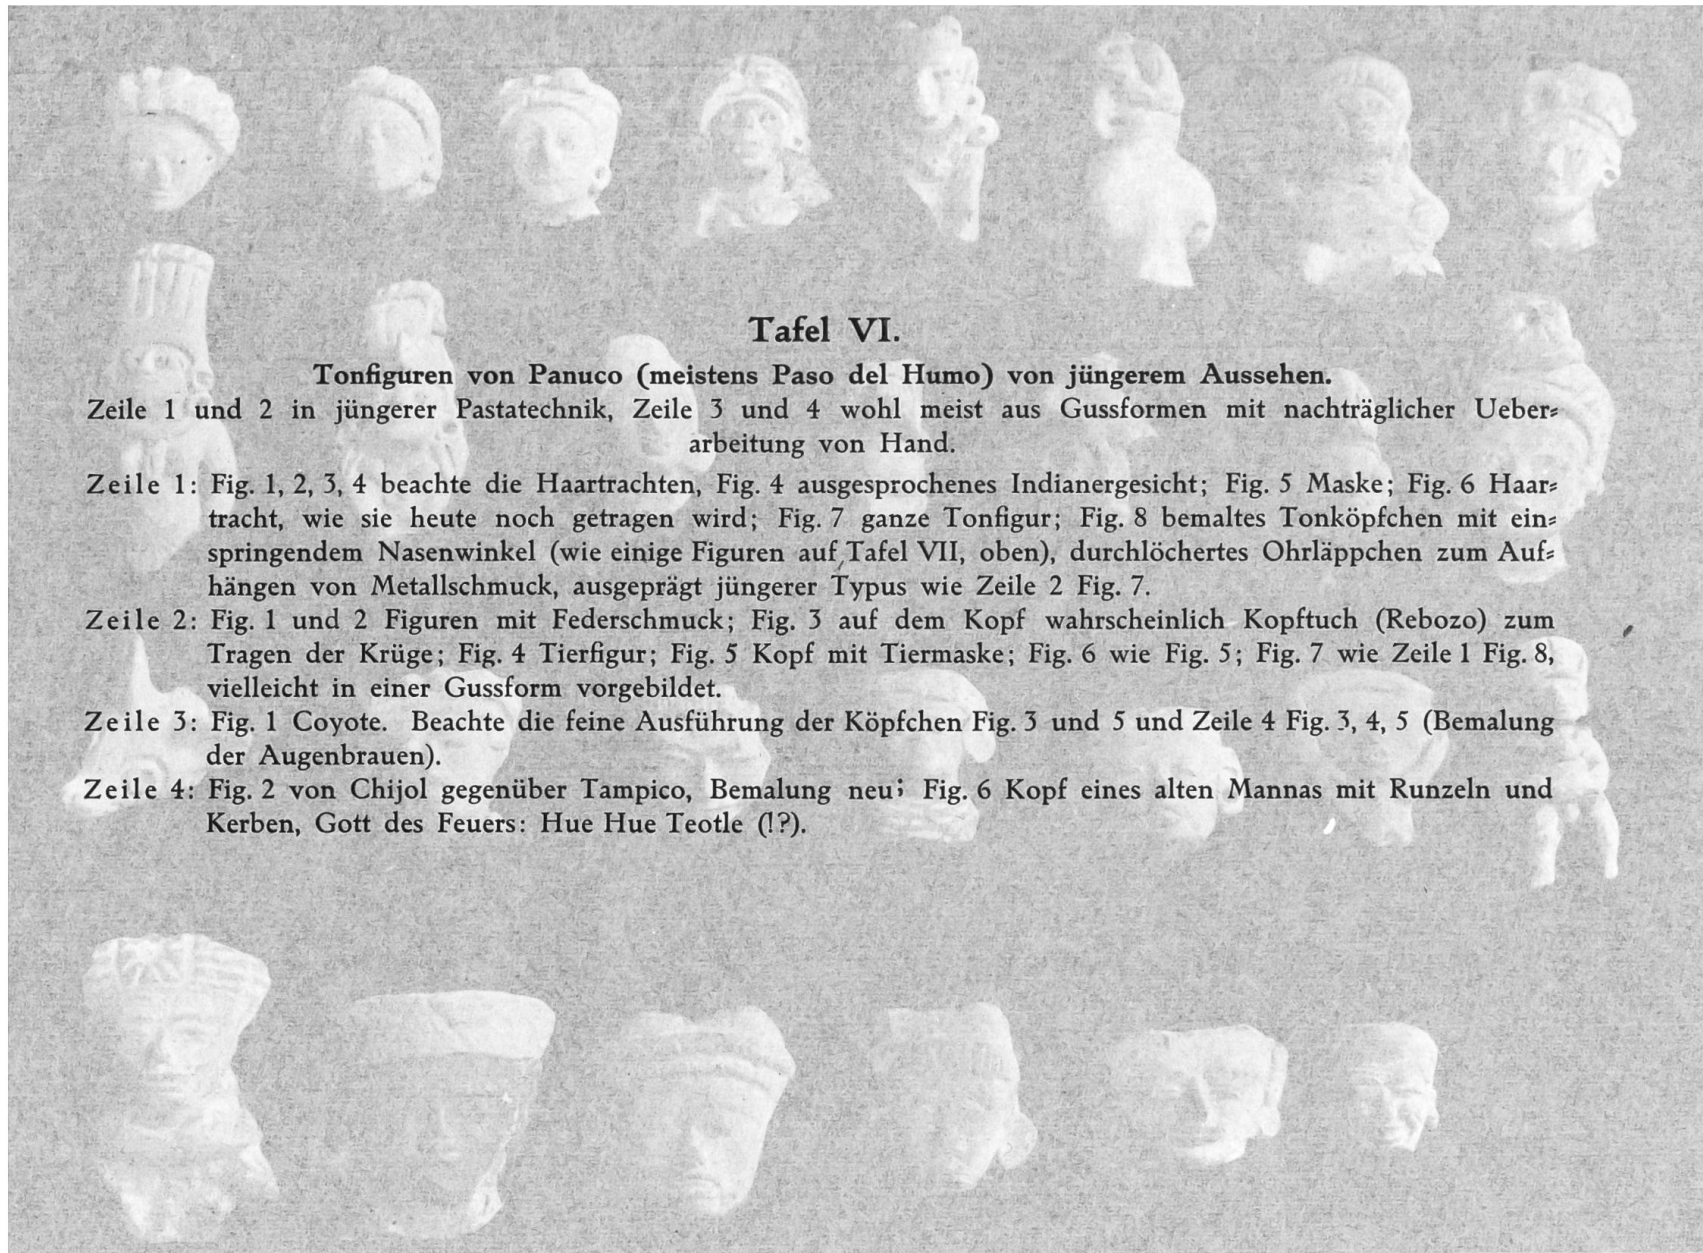 Tafel VI.
Tonfiguren von Panuco (meistens Paso del Humo) von jüngerem Aussehen.
Zeile 1 und 2 in jüngerer Pastatechnik, Zeile 3 und 4 wohl meist aus Gussformen mit nachträglicher Ueber⸗
arbeitung von Hand.
Zeile 1: Fig. 1, 2, 3, 4 beachte die Haartrachten, Fig. 4 ausgesprochenes Indianergesicht; Fig. 5 Maske; Fig. 6 Haar⸗
tracht, wie sie heute noch getragen wird; Fig. 7 ganze Tonfigur; Fig. 8 bemaltes Tonköpfchen mit ein⸗
springendem Nasenwinkel (wie einige Figuren auf Tafel VII, oben), durchlöchertes Ohrläppchen zum Auf⸗
hängen von Metallschmuck, ausgeprägt jüngerer Typus wie Zeile 2 Fig. 7.
Zeile 2: Fig. 1 und 2 Figuren mit Federschmuck; Fig. 3 auf dem Kopf wahrscheinlich Kopftuch (Rebozo) zum
Tragen der Krüge; Fig. 4 Tierfigur; Fig. 5 Kopf mit Tiermaske; Fig. 6 wie Fig. 5; Fig. 7 wie Zeile 1 Fig. 8,
vielleicht in einer Gussform vorgebildet.
Zeile 3: Fig. 1 Coyote. Beachte die feine Ausführung der Köpfchen Fig. 3 und 5 und Zeile 4 Fig. 3, 4, 5 (Bemalung
der Augenbrauen).
Zeile 4: Fig. 2 von Chijol gegenüber Tampico, Bemalung neu; Fig. 6 Kopf eines alten Mannas mit Runzeln und
Kerben, Gott des Feuers: Hue Hue Teotle (!?).